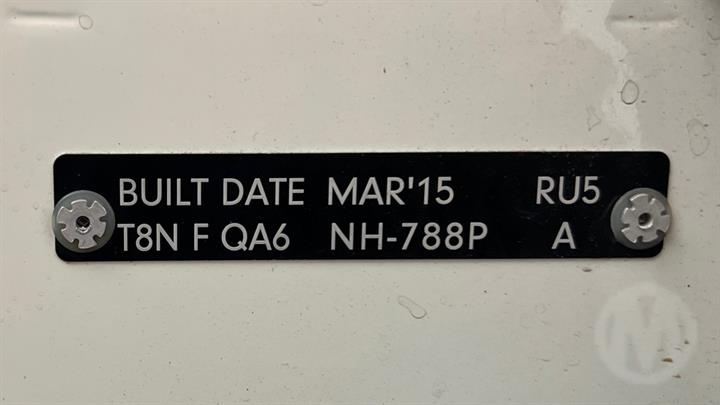 BUILT DATE MAR'15 RU5
T8N F QA6 NH-788P A
M